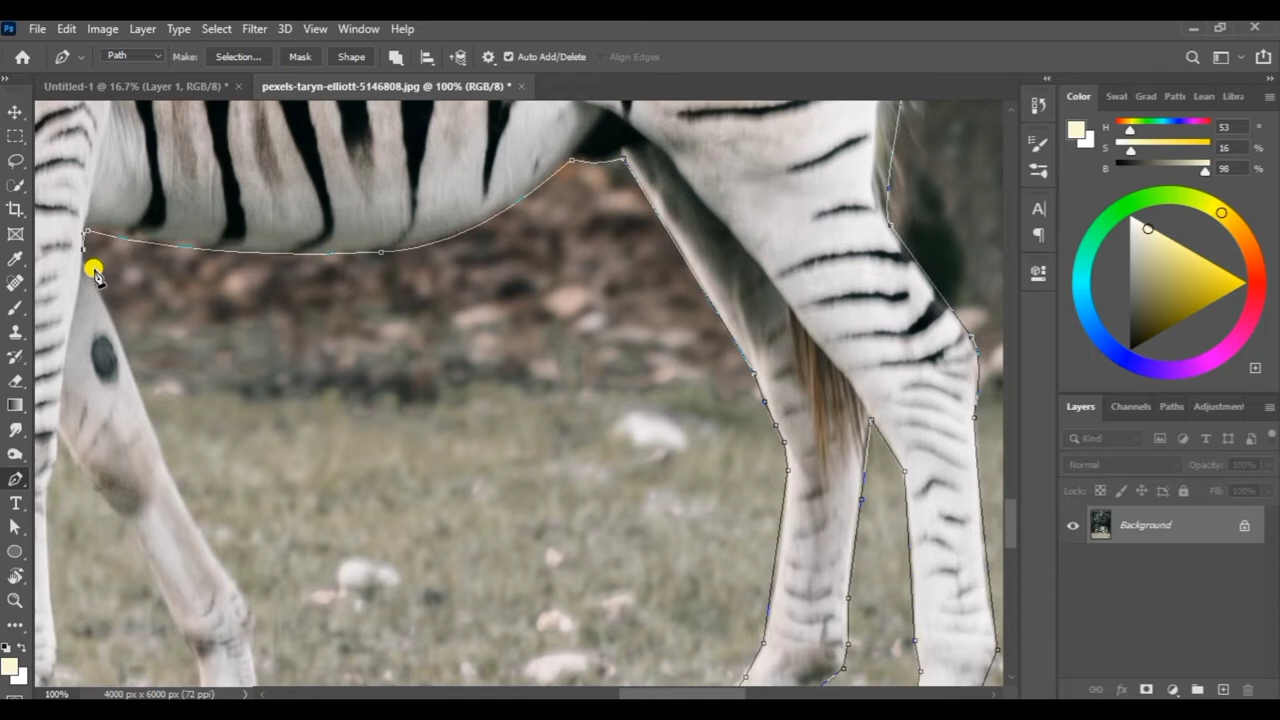 Ps File Edit Image Layer Type Select Filter 3D View Window Help
Path Make: Selection... Mask Shape Auto Add/Delete Align Edges
Untitled-1 @ 16.7% (Layer 1, RGB/8) * × pexels-taryn-elliott-5146808.jpg @ 100% (RGB/8) * ×
Color Swat Grad Patt Lean Libra
H 53 °
S 16 %
B 98 %
Layers Channels Paths Adjustment
Kind
Normal Opacity: 100%
Lock: Fill: 100%
Background
fx
100% 4000 px x 6000 px (72 ppi)